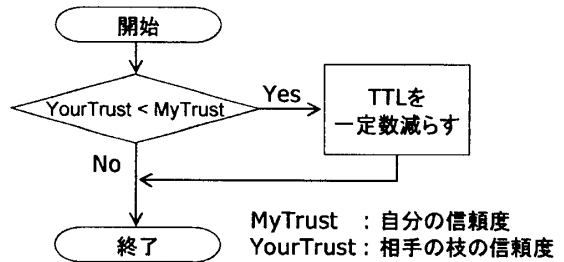 開始
YourTrust < MyTrust
Yes
TTLを
一定数減らす
No
MyTrust : 自分の信頼度
YourTrust : 相手の枝の信頼度
終了